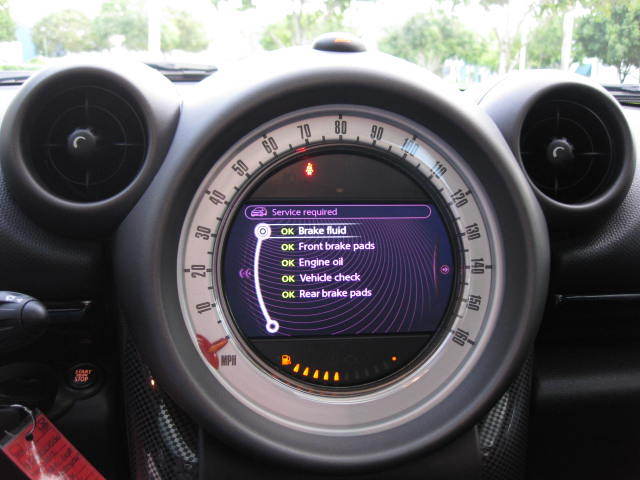 Service required
OK Brake fluid
OK Front brake pads
OK Engine oil
OK Vehicle check
OK Rear brake pads
10 20 30 40 50 60 70 80 90 100 110 120 130 140 150 160
MPH
START
STOP